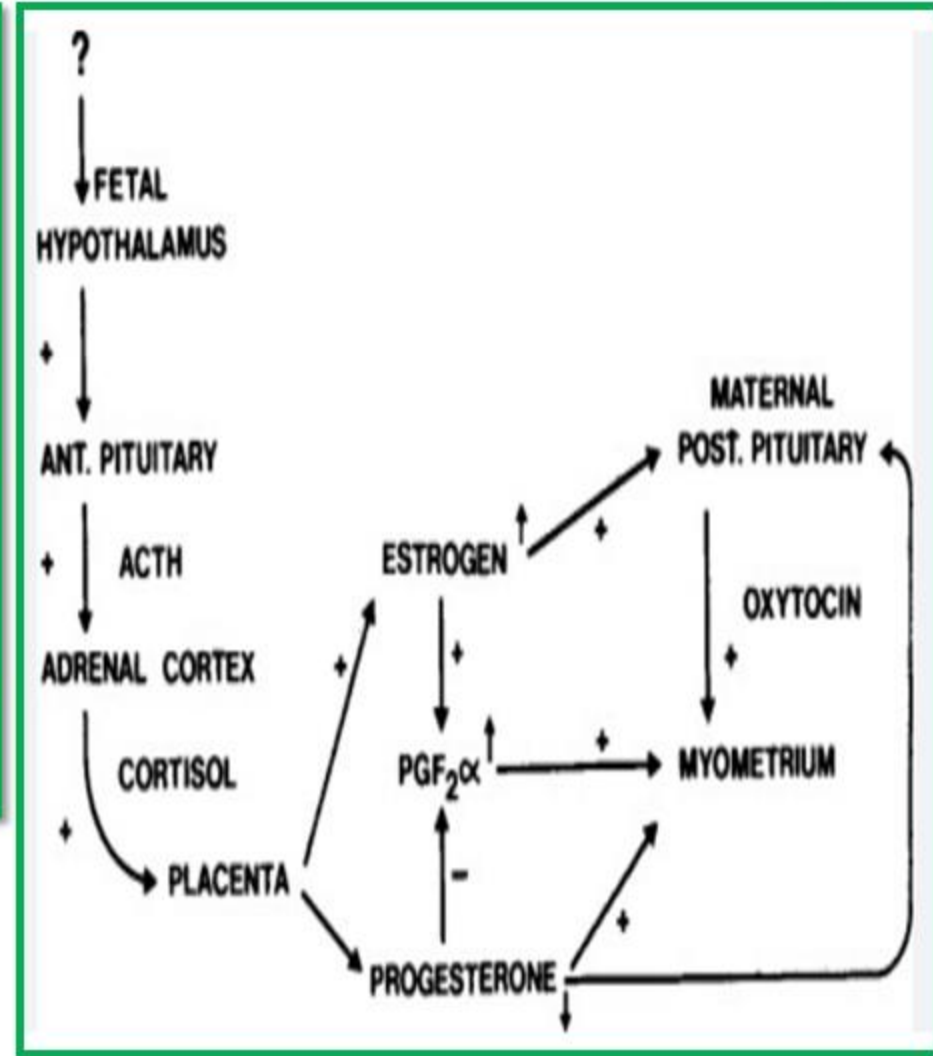 ?
FETAL
HYPOTHALAMUS
+
ANT. PITUITARY
+
ACTH
ADRENAL CORTEX
CORTISOL
+
PLACENTA
+
ESTROGEN
+
PGF₂α
-
PROGESTERONE
+
MATERNAL
POST. PITUITARY
OXYTOCIN
+
+
MYOMETRIUM
+